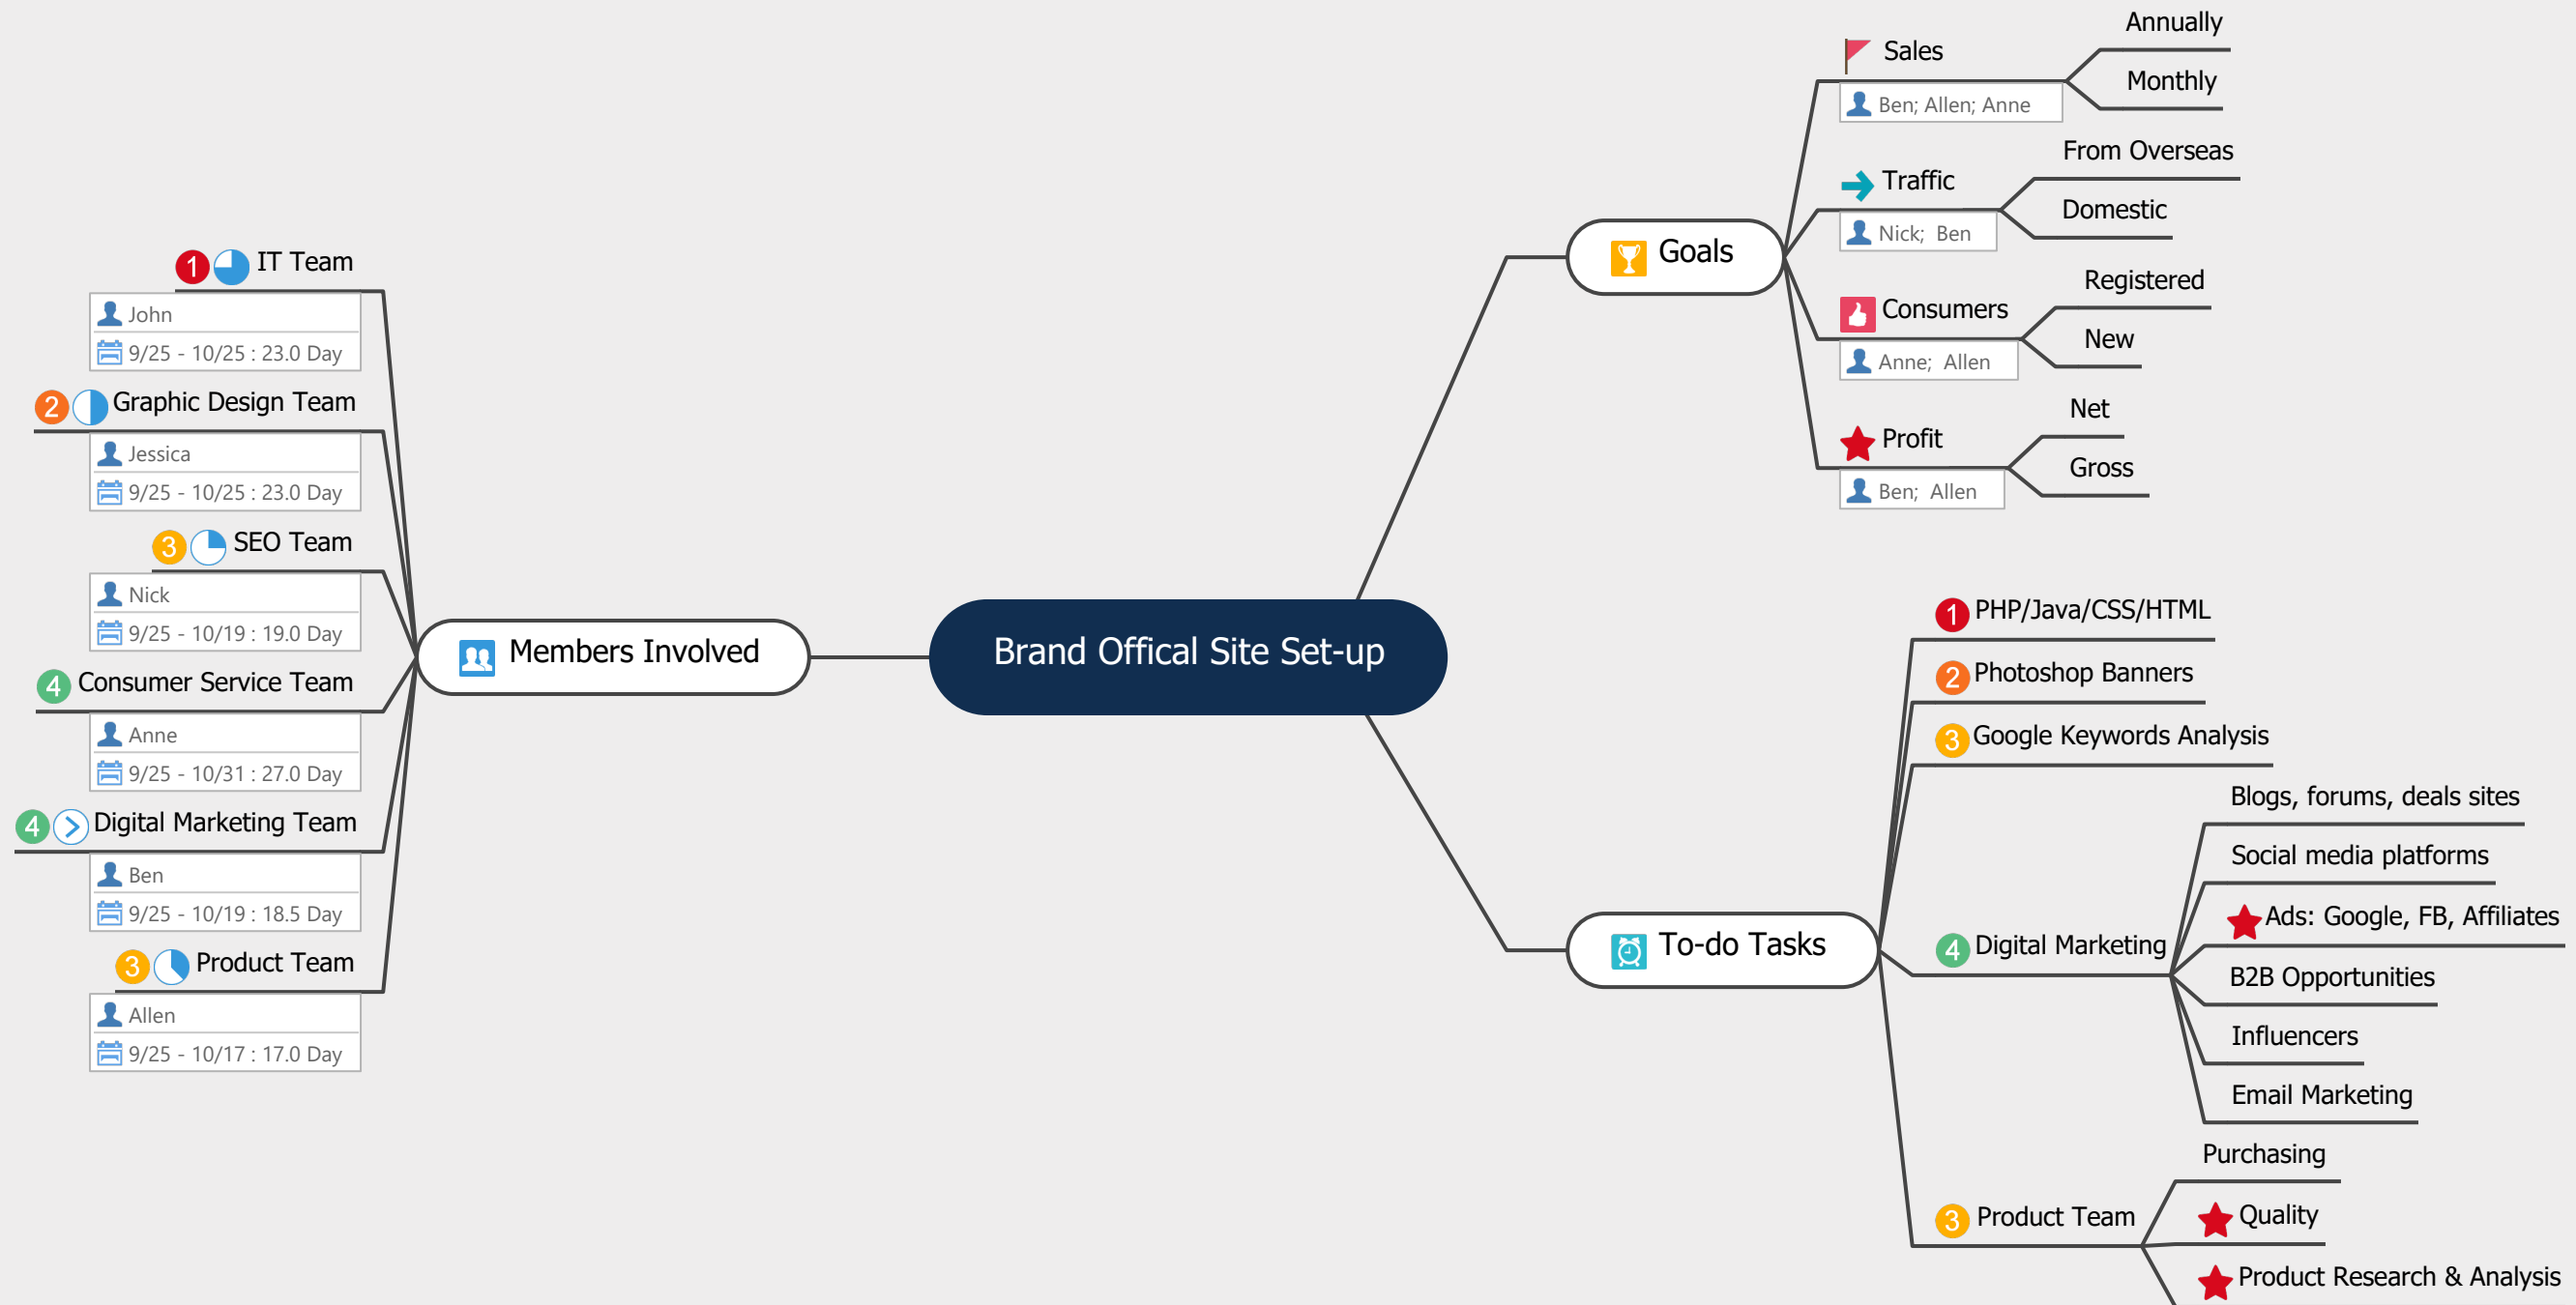 Brand Offical Site Set-up
Members Involved
1 IT Team
John
9/25 - 10/25 : 23.0 Day
2 Graphic Design Team
Jessica
9/25 - 10/25 : 23.0 Day
3 SEO Team
Nick
9/25 - 10/19 : 19.0 Day
4 Consumer Service Team
Anne
9/25 - 10/31 : 27.0 Day
4 Digital Marketing Team
Ben
9/25 - 10/19 : 18.5 Day
3 Product Team
Allen
9/25 - 10/17 : 17.0 Day
Goals
Sales
Ben; Allen; Anne
Annually
Monthly
Traffic
Nick; Ben
From Overseas
Domestic
Consumers
Anne; Allen
Registered
New
Profit
Ben; Allen
Net
Gross
To-do Tasks
1 PHP/Java/CSS/HTML
2 Photoshop Banners
3 Google Keywords Analysis
4 Digital Marketing
Blogs, forums, deals sites
Social media platforms
Ads: Google, FB, Affiliates
B2B Opportunities
Influencers
Email Marketing
3 Product Team
Purchasing
Quality
Product Research & Analysis